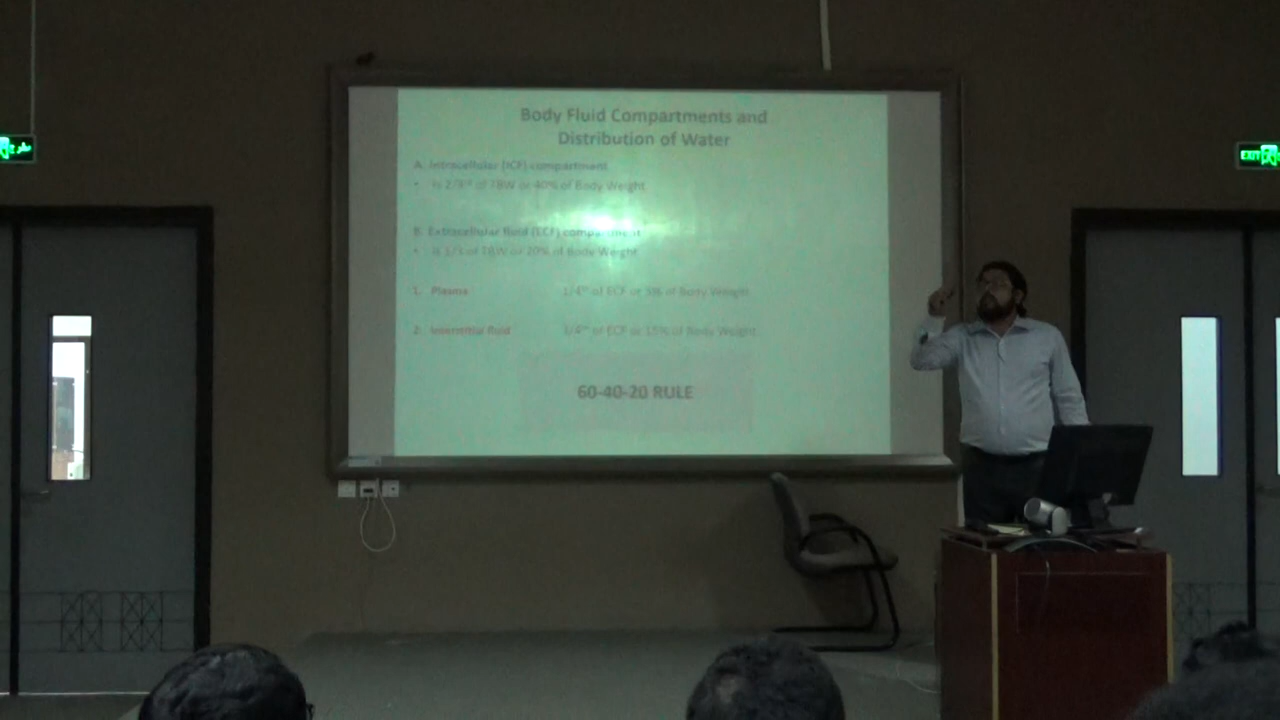 Body Fluid Compartments and
Distribution of Water
A. Intracellular (ICF) compartment
• Is 2/3rd of TBW or 40% of Body Weight
B. Extracellular fluid (ECF) compartment
• Is 1/3 of TBW or 20% of Body Weight
1. Plasma 1/4th of ECF or 5% of Body Weight
2. Interstitial fluid 3/4th of ECF or 15% of Body Weight
60-40-20 RULE
EXIT